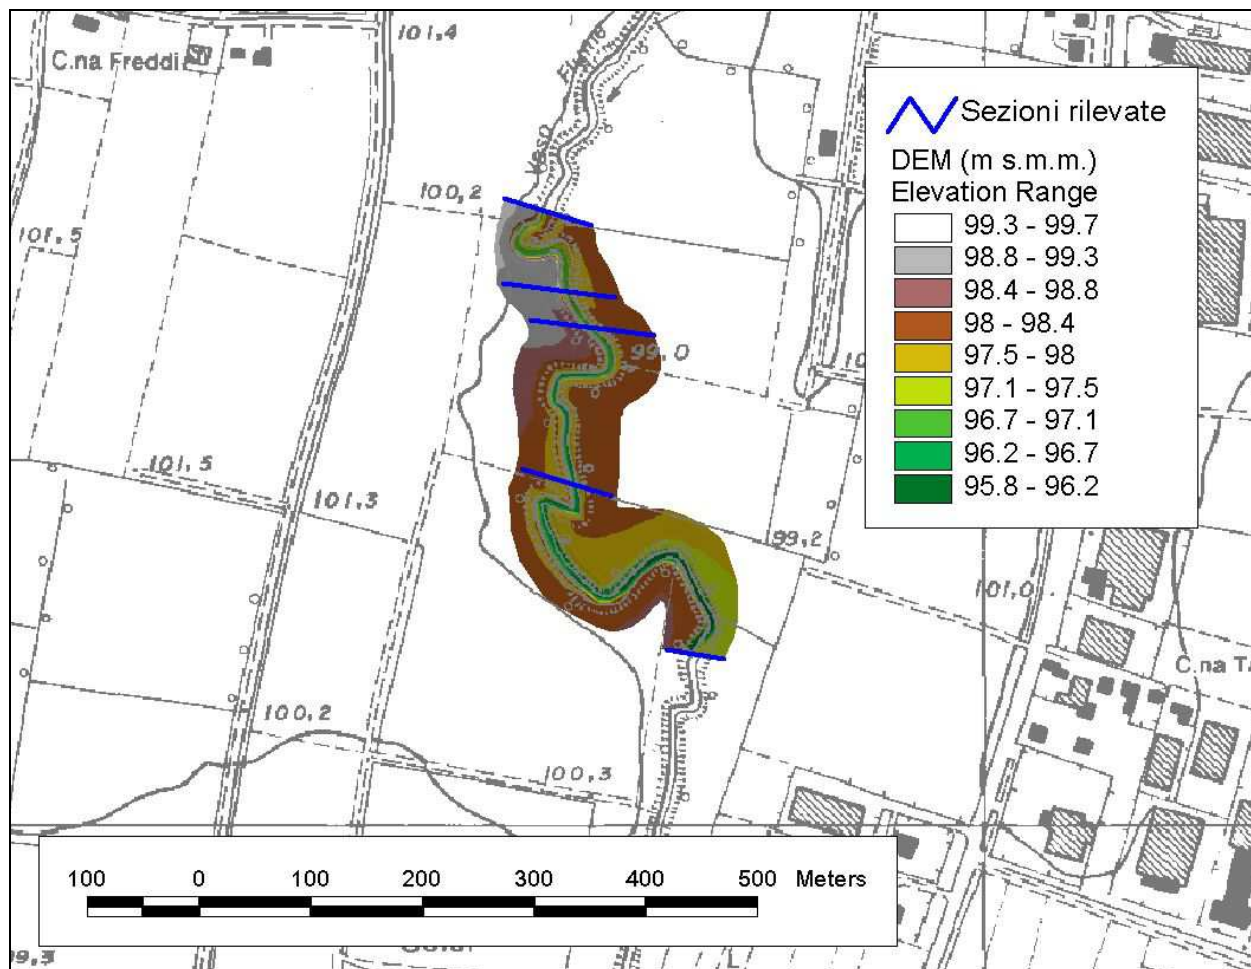 101,4
C.na Freddi
Fiume
Vaso
100,2
101,5
99,0
101,5
101,3
99,2
101,0
C.na T
100,2
100,3
99,3
Sezioni rilevate
DEM (m s.m.m.)
Elevation Range
99.3 - 99.7
98.8 - 99.3
98.4 - 98.8
98 - 98.4
97.5 - 98
97.1 - 97.5
96.7 - 97.1
96.2 - 96.7
95.8 - 96.2
100 0 100 200 300 400 500 Meters